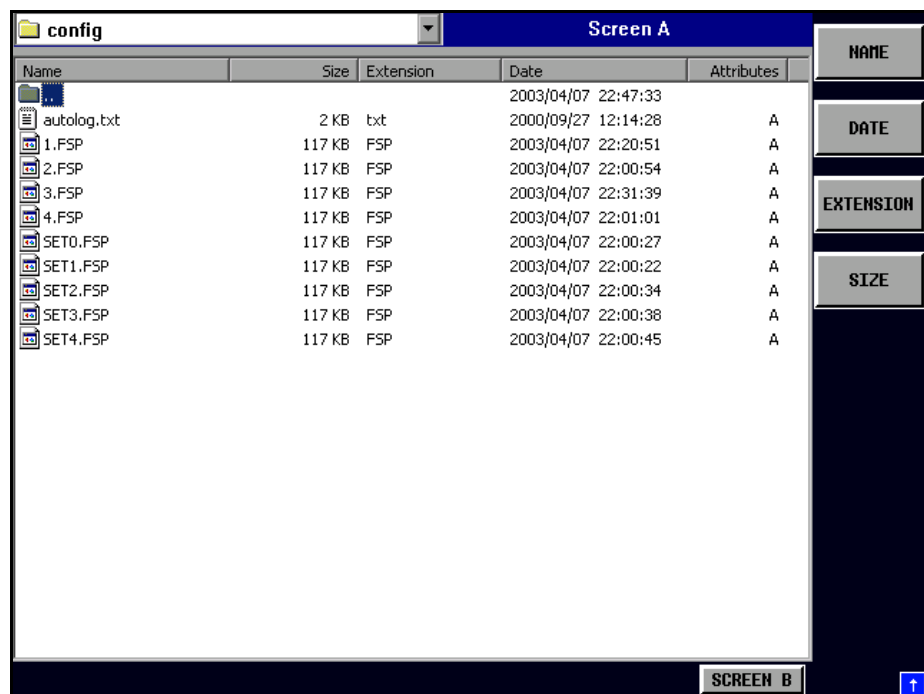 config
Screen A
Name Size Extension Date Attributes
.. 2003/04/07 22:47:33
autolog.txt 2 KB txt 2000/09/27 12:14:28 A
1.FSP 117 KB FSP 2003/04/07 22:20:51 A
2.FSP 117 KB FSP 2003/04/07 22:00:54 A
3.FSP 117 KB FSP 2003/04/07 22:31:39 A
4.FSP 117 KB FSP 2003/04/07 22:01:01 A
SET0.FSP 117 KB FSP 2003/04/07 22:00:27 A
SET1.FSP 117 KB FSP 2003/04/07 22:00:22 A
SET2.FSP 117 KB FSP 2003/04/07 22:00:34 A
SET3.FSP 117 KB FSP 2003/04/07 22:00:38 A
SET4.FSP 117 KB FSP 2003/04/07 22:00:45 A
SCREEN B
NAME
DATE
EXTENSION
SIZE